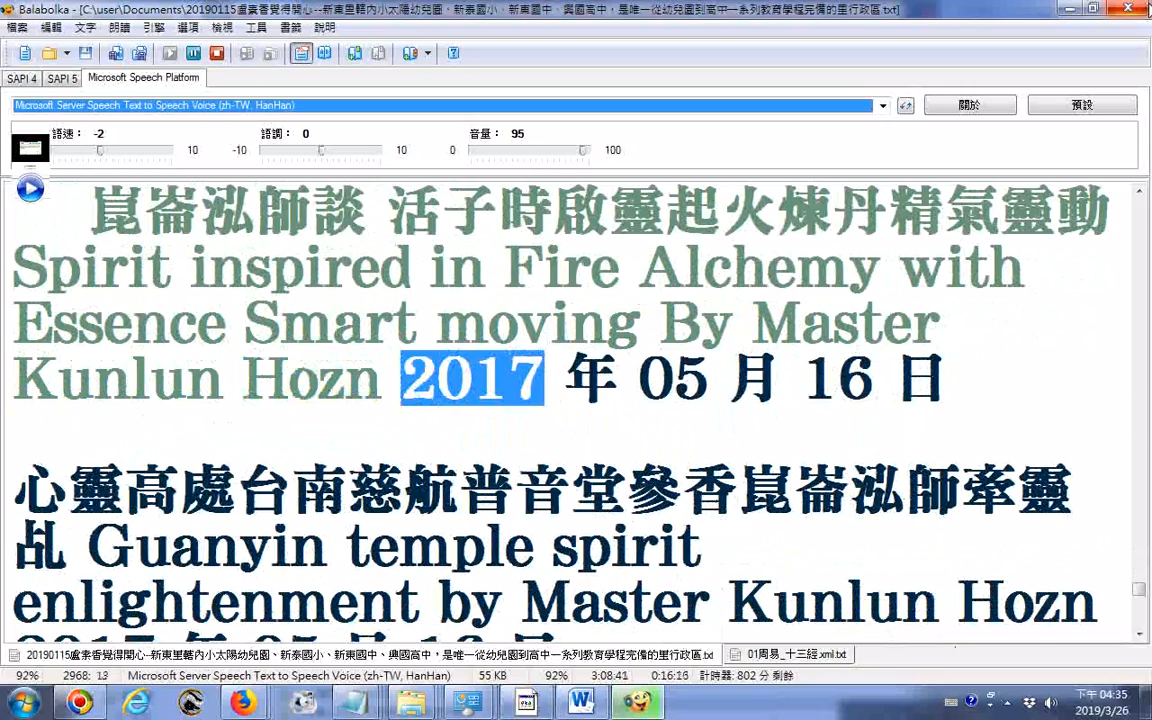 Balabolka - [C:\user\Documents\20190115盧素香覺得開心--新東里轄內小太陽幼兒園、新泰國小、新東國中、興國高中，是唯一從幼兒園到高中一系列教育學程完備的里行政區.txt]
檔案 編輯 文字 朗讀 引擎 選項 檢視 工具 書籤 說明
SAPI 4 SAPI 5 Microsoft Speech Platform
Microsoft Server Speech Text to Speech Voice (zh-TW, HanHan) 關於 預設
語速： -2 語調： 0 音量： 95
10 -10 10 0 100
崑崙泓師談 活子時啟靈起火煉丹精氣靈動
Spirit inspired in Fire Alchemy with
Essence Smart moving By Master
Kunlun Hozn 2017 年 05 月 16 日
心靈高處台南慈航普音堂參香崑崙泓師牽靈
乩 Guanyin temple spirit
enlightenment by Master Kunlun Hozn
2017 年 05 月 16 日
20190115盧素香覺得開心--新東里轄內小太陽幼兒園、新泰國小、新東國中、興國高中，是唯一從幼兒園到高中一系列教育學程完備的里行政區.txt 01周易_十三經.xml.txt
92% 2968: 13 Microsoft Server Speech Text to Speech Voice (zh-TW, HanHan) 55 KB 92% 3:08:41 0:16:16 計時器: 802 分 剩餘
下午 04:35
2019/3/26